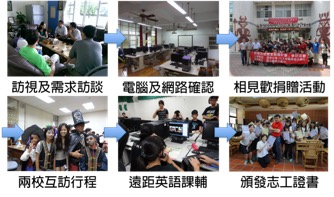 訪視及需求訪談
電腦及網路確認
相見歡捐贈活動
兩校互訪行程
遠距英語課輔
頒發志工證書